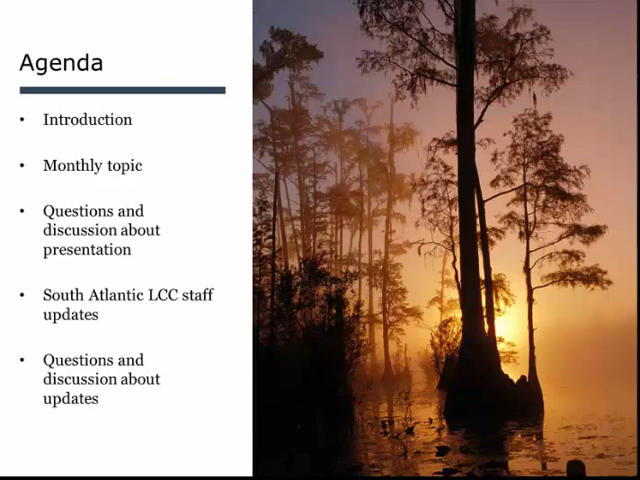 Agenda
• Introduction
• Monthly topic
• Questions and
discussion about
presentation
• South Atlantic LCC staff
updates
• Questions and
discussion about
updates